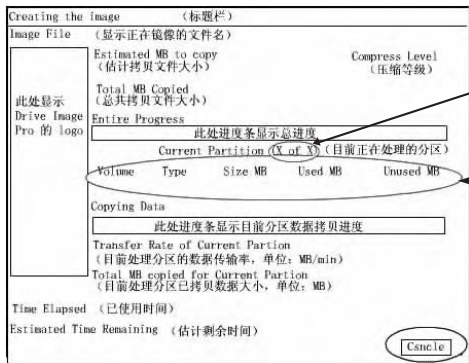 Creating the image （标题栏）
Image File （显示正在镜像的文件名）
Estimated MB to copy
（估计拷贝文件大小）
Compress Level
（压缩等级）
Total MB Copied
（总共拷贝文件大小）
此处显示
Drive Image
Pro 的 logo
Entire Progress
此处进度条显示总进度
Current Partition (X of X) （目前正在处理的分区）
Volume Type Size MB Used MB Unused MB
Copying Data
此处进度条显示目前分区数据拷贝进度
Transfer Rate of Current Partion
（目前处理分区的数据传输率，单位：MB/min）
Total MB copied for Current Partion
（目前处理分区已拷贝数据大小，单位：MB）
Time Elapsed （已使用时间）
Estimated Time Remaining （估计剩余时间）
Csncle